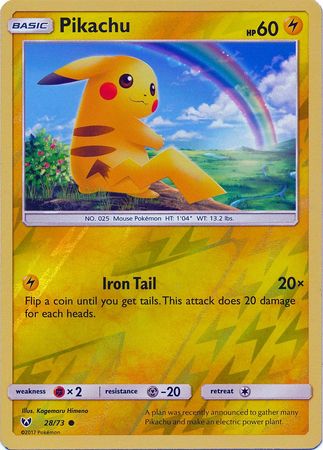 BASIC Pikachu HP60
NO. 025 Mouse Pokémon HT: 1'04" WT: 13.2 lbs.
Iron Tail 20×
Flip a coin until you get tails. This attack does 20 damage
for each heads.
weakness ×2 resistance -20 retreat
Illus. Kagemaru Himeno
28/73
©2017 Pokémon
A plan was recently announced to gather many
Pikachu and make an electric power plant.